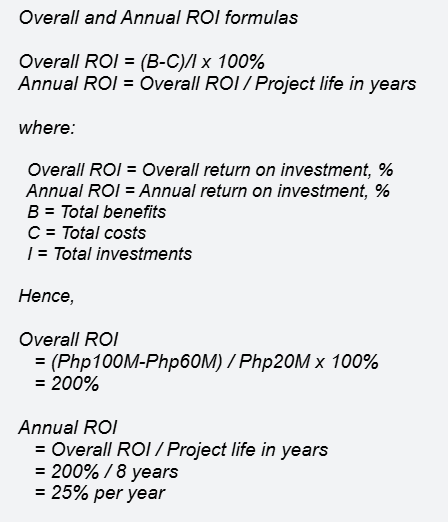 Overall and Annual ROI formulas
Overall ROI = (B-C)/I x 100%
Annual ROI = Overall ROI / Project life in years
where:
Overall ROI = Overall return on investment, %
Annual ROI = Annual return on investment, %
B = Total benefits
C = Total costs
I = Total investments
Hence,
Overall ROI
= (Php100M-Php60M) / Php20M x 100%
= 200%
Annual ROI
= Overall ROI / Project life in years
= 200% / 8 years
= 25% per year